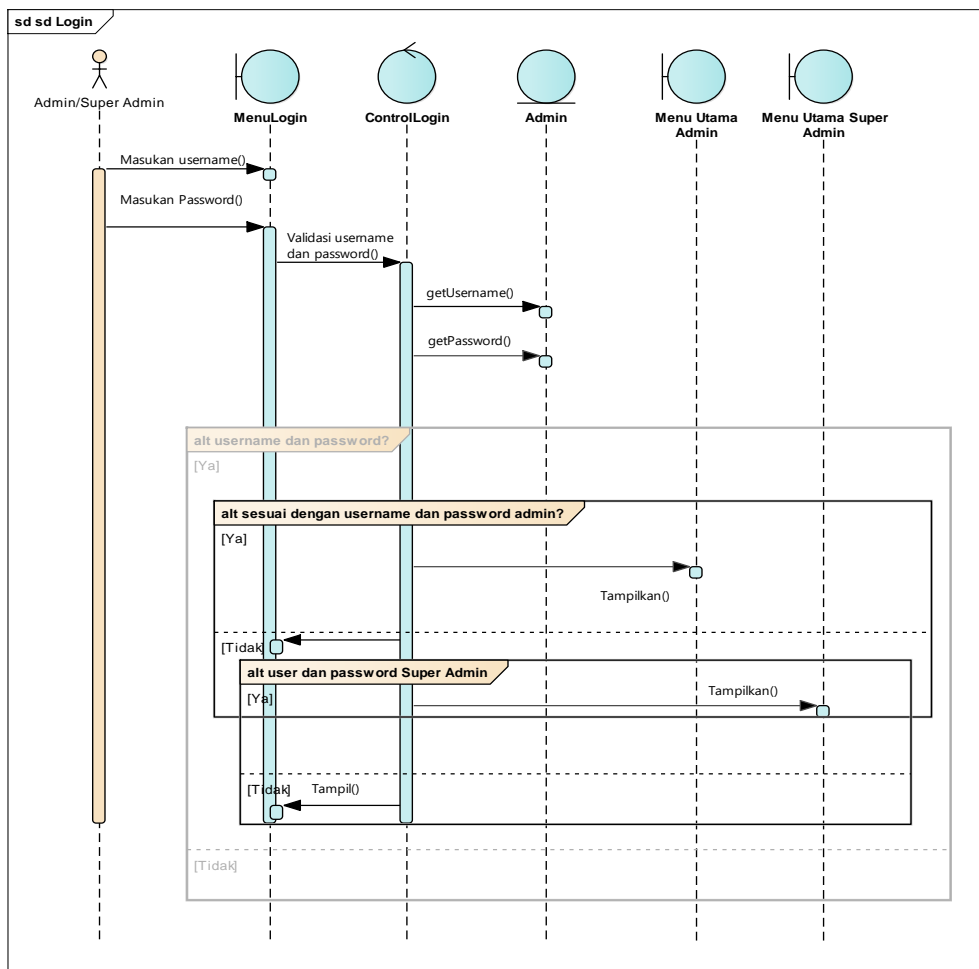 sd sd Login
Admin/Super Admin
MenuLogin
ControlLogin
Admin
Menu Utama
Admin
Menu Utama Super
Admin
Masukan username()
Masukan Password()
Validasi username
dan password()
getUsername()
getPassword()
alt username dan password?
[Ya]
alt sesuai dengan username dan password admin?
[Ya]
Tampilkan()
[Tidak]
alt user dan password Super Admin
[Ya]
Tampilkan()
[Tidak]
Tampil()
[Tidak]